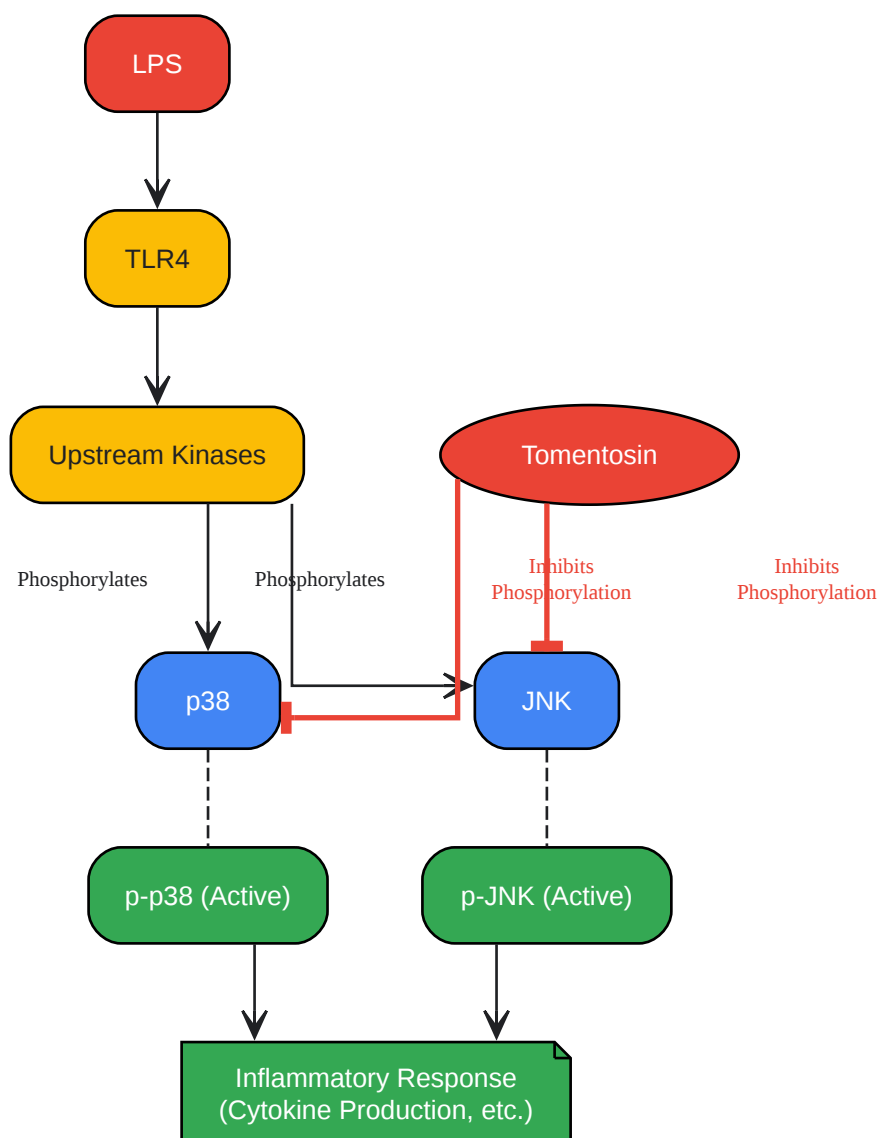 LPS
TLR4
Upstream Kinases
Tomentosin
Phosphorylates
Phosphorylates
Inhibits
Phosphorylation
Inhibits
Phosphorylation
p38
JNK
p-p38 (Active)
p-JNK (Active)
Inflammatory Response
(Cytokine Production, etc.)